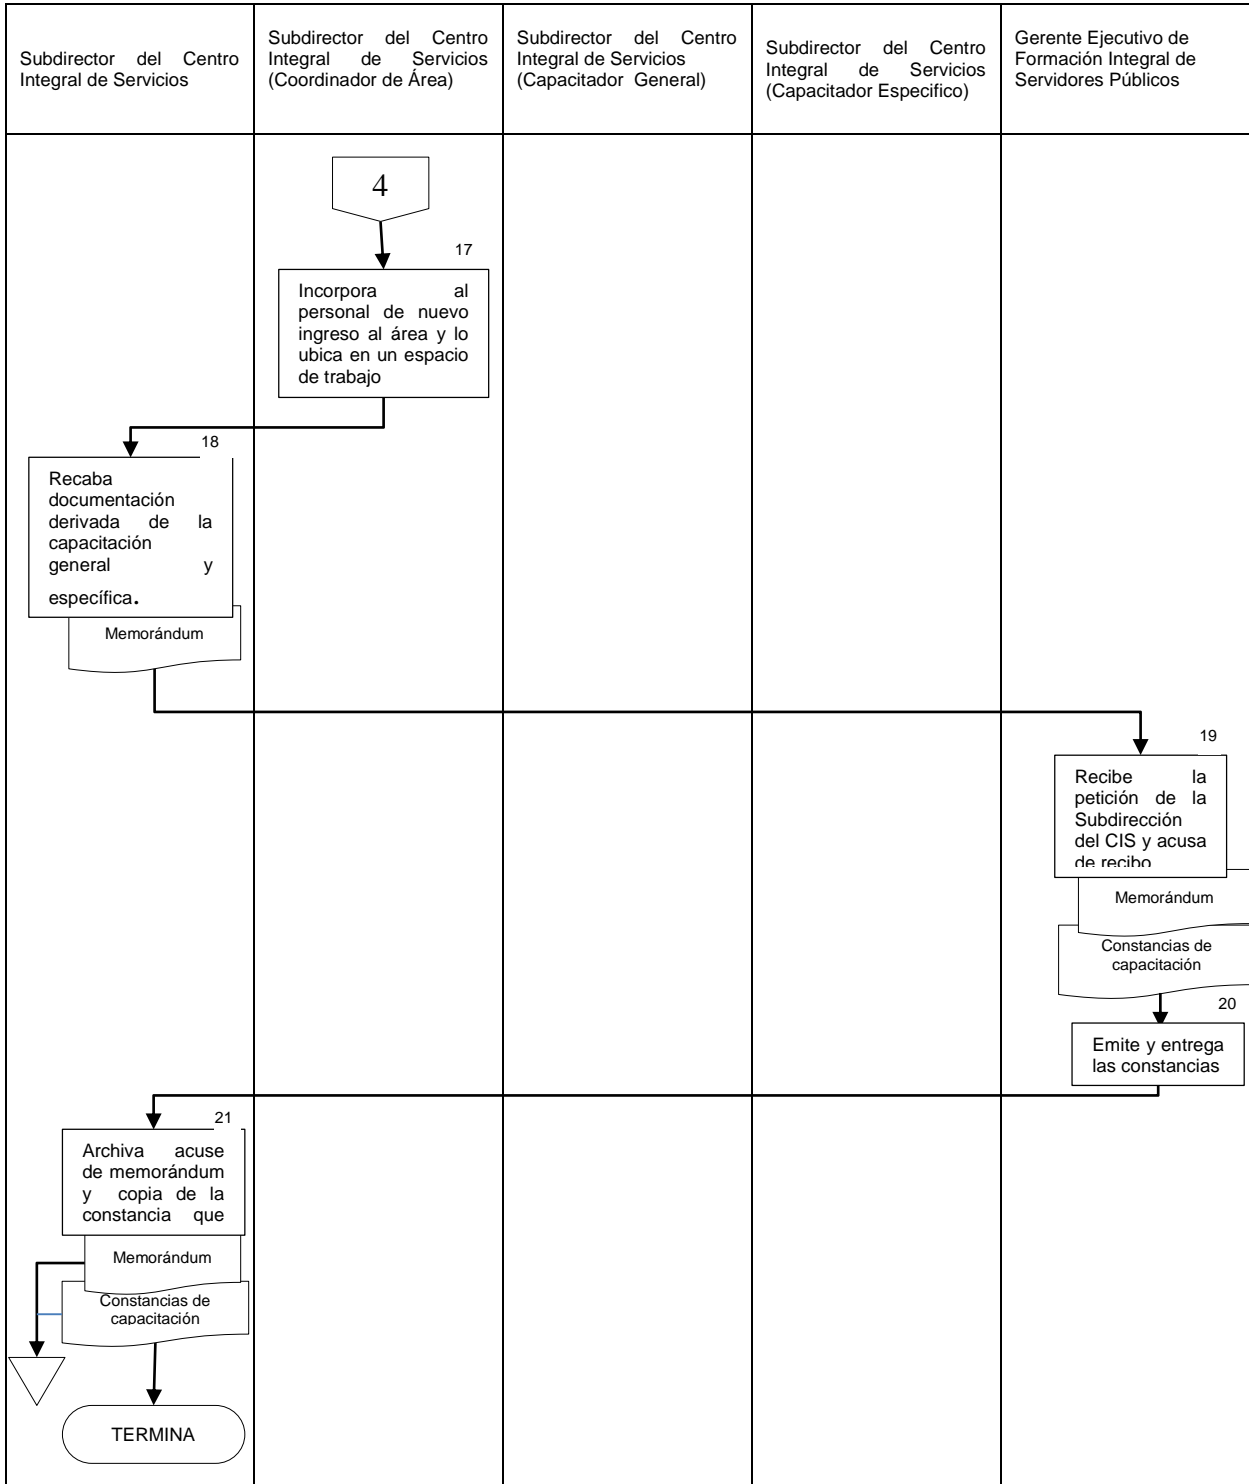 Subdirector del Centro
Integral de Servicios
Subdirector del Centro
Integral de Servicios
(Coordinador de Área)
Subdirector del Centro
Integral de Servicios
(Capacitador General)
Subdirector del Centro
Integral de Servicios
(Capacitador Especifico)
Gerente Ejecutivo de
Formación Integral de
Servidores Públicos
4
17
Incorpora al
personal de nuevo
ingreso al área y lo
ubica en un espacio
de trabajo
18
Recaba
documentación
derivada de la
capacitación
general y
específica.
Memorándum
19
Recibe la
petición de la
Subdirección
del CIS y acusa
de recibo
Memorándum
Constancias de
capacitación
20
Emite y entrega
las constancias
21
Archiva acuse
de memorándum
y copia de la
constancia que
Memorándum
Constancias de
capacitación
TERMINA